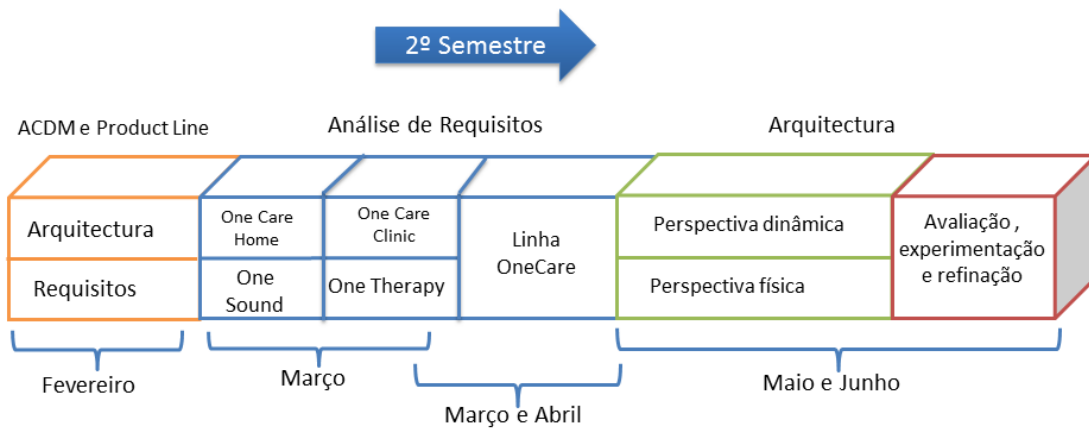 2º Semestre
ACDM e Product Line
Análise de Requisitos
Arquitectura
Arquitectura
Requisitos
One Care
Home
One Care
Clinic
One
Sound
One Therapy
Linha
OneCare
Perspectiva dinâmica
Perspectiva física
Avaliação ,
experimentação
e refinação
Fevereiro
Março
Março e Abril
Maio e Junho